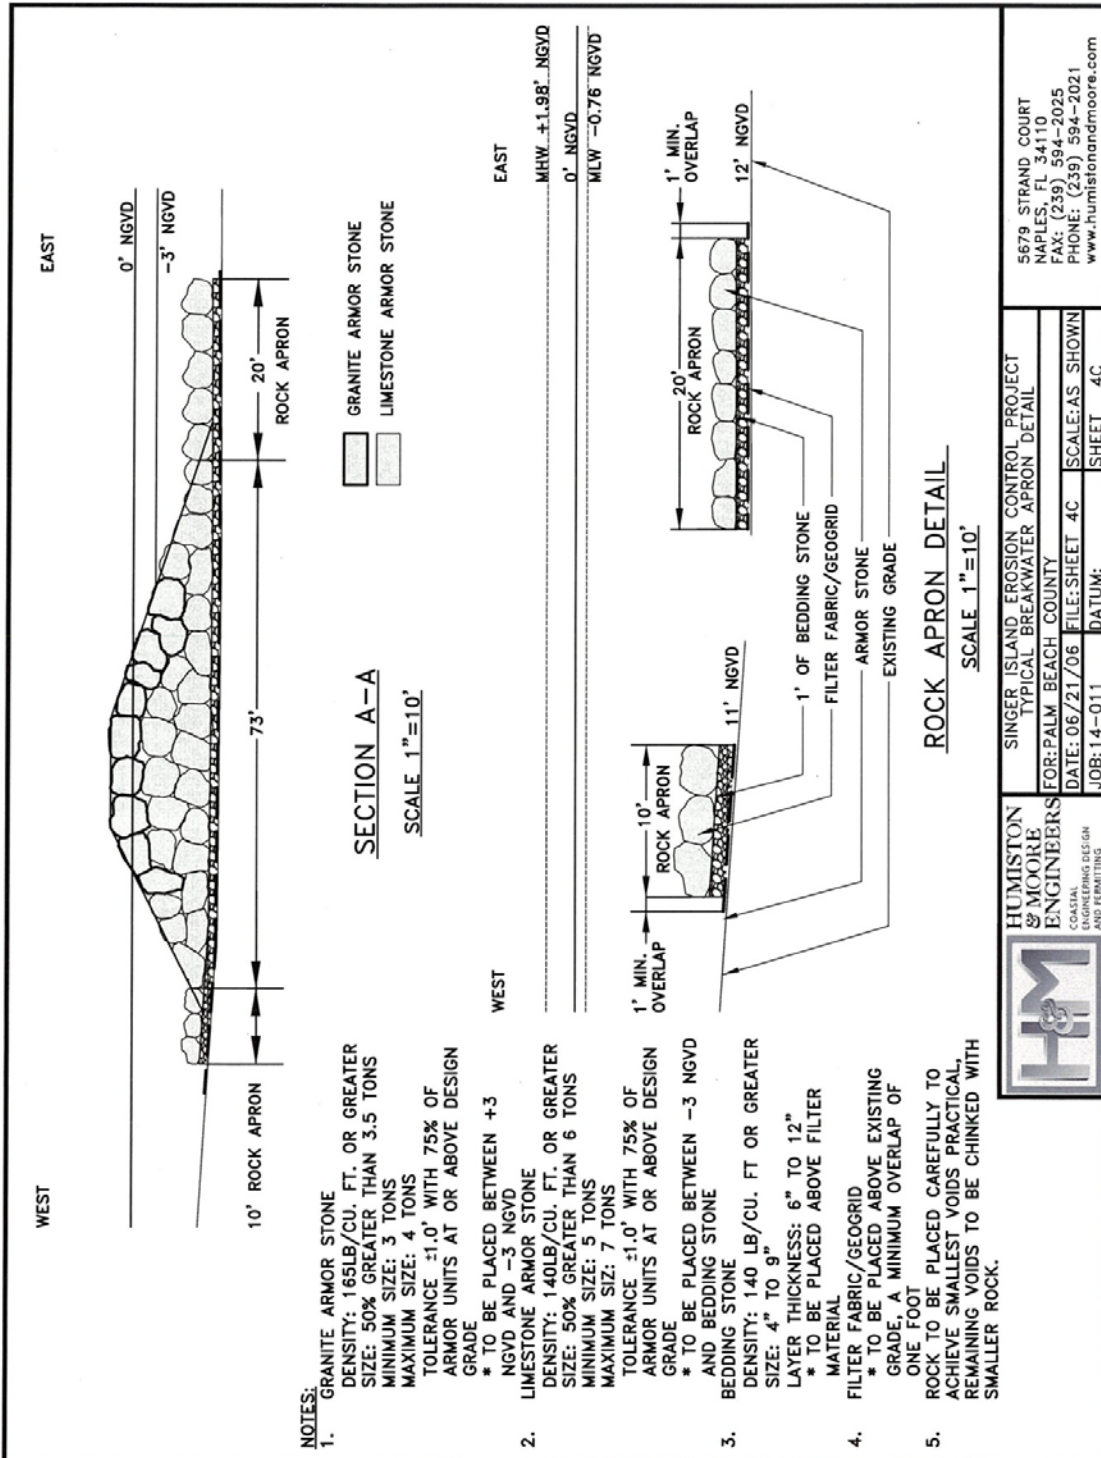 WEST
EAST
0' NGVD
-3' NGVD
10' ROCK APRON
73'
20'
ROCK APRON
SECTION A-A
SCALE 1"=10'
GRANITE ARMOR STONE
LIMESTONE ARMOR STONE
NOTES:
1. GRANITE ARMOR STONE
DENSITY: 165LB/CU. FT. OR GREATER
SIZE: 50% GREATER THAN 3.5 TONS
MINIMUM SIZE: 3 TONS
MAXIMUM SIZE: 4 TONS
TOLERANCE ±1.0' WITH 75% OF
ARMOR UNITS AT OR ABOVE DESIGN
GRADE
* TO BE PLACED BETWEEN +3
NGVD AND -3 NGVD
2. LIMESTONE ARMOR STONE
DENSITY: 140LB/CU. FT. OR GREATER
SIZE: 50% GREATER THAN 6 TONS
MINIMUM SIZE: 5 TONS
MAXIMUM SIZ: 7 TONS
TOLERANCE ±1.0' WITH 75% OF
ARMOR UNITS AT OR ABOVE DESIGN
GRADE
* TO BE PLACED BETWEEN -3 NGVD
AND BEDDING STONE
3. BEDDING STONE
DENSITY: 140 LB/CU. FT OR GREATER
SIZE: 4" TO 9"
LAYER THICKNESS: 6" TO 12"
* TO BE PLACED ABOVE FILTER
MATERIAL
4. FILTER FABRIC/GEOGRID
* TO BE PLACED ABOVE EXISTING
GRADE, A MINIMUM OVERLAP OF
ONE FOOT
5. ROCK TO BE PLACED CAREFULLY TO
ACHIEVE SMALLEST VOIDS PRACTICAL,
REMAINING VOIDS TO BE CHINKED WITH
SMALLER ROCK.
WEST
EAST
MHW +1.98' NGVD
0' NGVD
MLW -0.76 NGVD
1' MIN.
OVERLAP
10'
ROCK APRON
11' NGVD
20'
ROCK APRON
1' MIN.
OVERLAP
12' NGVD
1' OF BEDDING STONE
FILTER FABRIC/GEOGRID
ARMOR STONE
EXISTING GRADE
ROCK APRON DETAIL
SCALE 1"=10'
H&M
HUMISTON
& MOORE
ENGINEERS
COASTAL
ENGINEERING DESIGN
AND PERMITTING
SINGER ISLAND EROSION CONTROL PROJECT
TYPICAL BREAKWATER APRON DETAIL
FOR: PALM BEACH COUNTY
DATE: 06/21/06 FILE: SHEET 4C SCALE: AS SHOWN
JOB: 14-011 DATUM: SHEET 4C
5679 STRAND COURT
NAPLES, FL 34110
FAX: (239) 594-2025
PHONE: (239) 594-2021
www.humistonandmoore.com